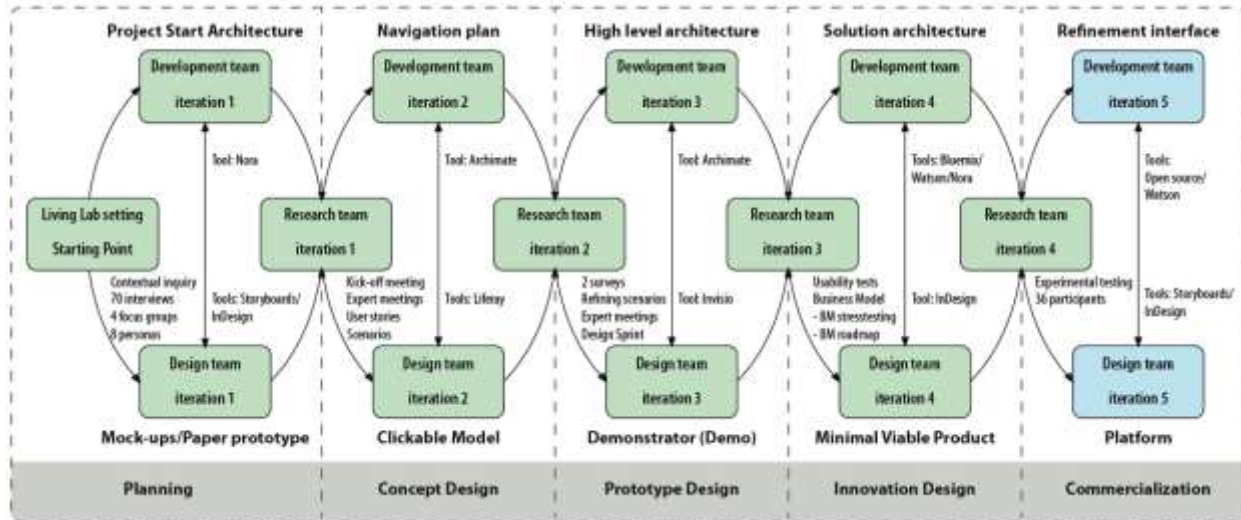 Project Start Architecture
Navigation plan
High level architecture
Solution architecture
Refinement interface
Development team
iteration 1
Development team
iteration 2
Development team
iteration 3
Development team
iteration 4
Development team
iteration 5
Tool: Nora
Tool: Archimate
Tool: Archimate
Tools: Bluemix/
Watsam/Nora
Tools:
Open source/
Watson
Living Lab setting
Starting Point
Research team
iteration 1
Research team
iteration 2
Research team
iteration 3
Research team
iteration 4
Contextual inquiry
70 interviews
4 focus groups
8 personas
Tools: Storyboards/
InDesign
Kick-off meeting
Expert meetings
User stories
Scenarios
Tools: Liferay
2 surveys
Refining scenarios
Expert meetings
Design Sprint
Tool: Invisio
Usability tests
Business Model
- BM stresstesting
- BM roadmap
Tool: InDesign
Experimental testing
36 participants
Tools: Storyboards/
InDesign
Design team
iteration 1
Design team
iteration 2
Design team
iteration 3
Design team
iteration 4
Design team
iteration 5
Mock-ups/Paper prototype
Clickable Model
Demonstrator (Demo)
Minimal Viable Product
Platform
Planning
Concept Design
Prototype Design
Innovation Design
Commercialization